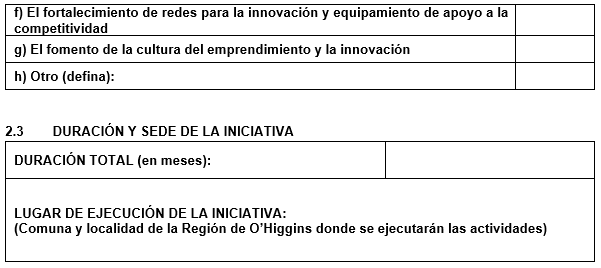 f) El fortalecimiento de redes para la innovación y equipamiento de apoyo a la
competitividad
g) El fomento de la cultura del emprendimiento y la innovación
h) Otro (defina):
2.3 DURACIÓN Y SEDE DE LA INICIATIVA
DURACIÓN TOTAL (en meses):
LUGAR DE EJECUCIÓN DE LA INICIATIVA:
(Comuna y localidad de la Región de O’Higgins donde se ejecutarán las actividades)